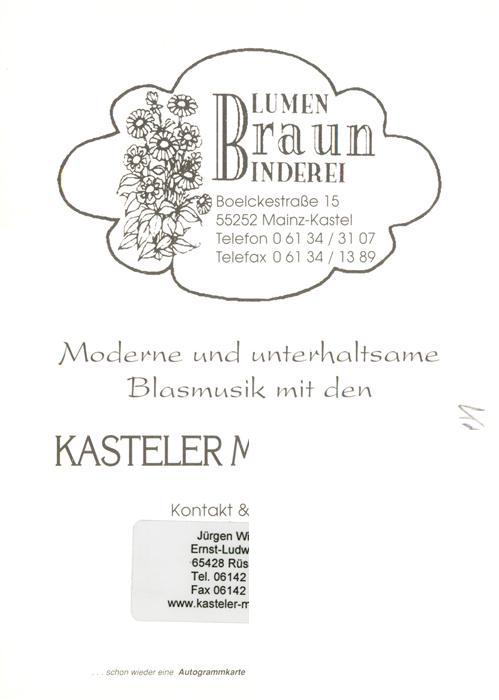 BLUMEN
Braun
BINDEREI
Boelckestraße 15
55252 Mainz-Kastel
Telefon 0 61 34 / 31 07
Telefax 0 61 34 / 13 89
Moderne und unterhaltsame
Blasmusik mit den
KASTELER M
Kontakt &
Jürgen Wi
Ernst-Ludw
65428 Rüs
Tel. 06142
Fax 06142
www.kasteler-m
. . . schon wieder eine Autogrammkarte